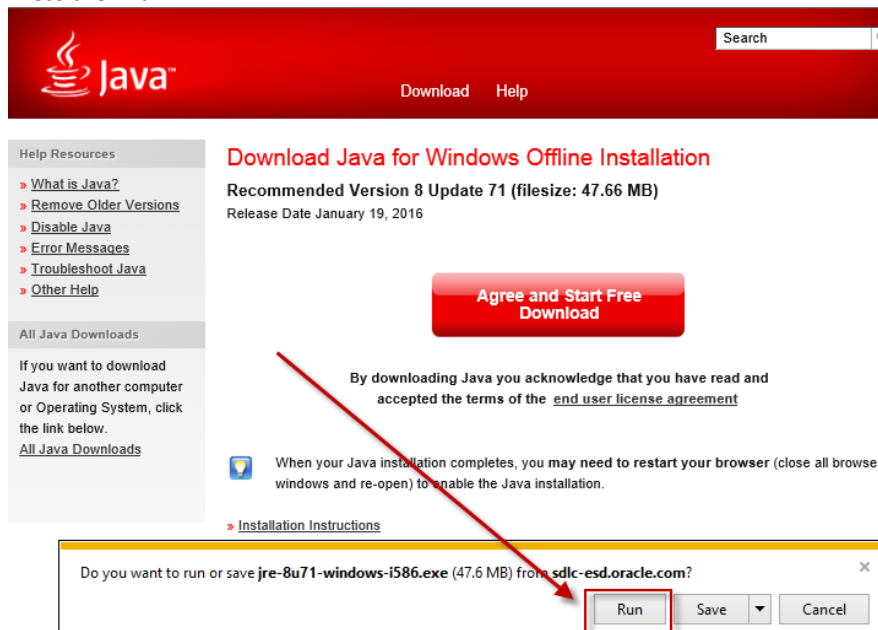 Search
Java™
Download Help
Help Resources
» What is Java?
» Remove Older Versions
» Disable Java
» Error Messages
» Troubleshoot Java
» Other Help
All Java Downloads
If you want to download
Java for another computer
or Operating System, click
the link below.
All Java Downloads
Download Java for Windows Offline Installation
Recommended Version 8 Update 71 (filesize: 47.66 MB)
Release Date January 19, 2016
Agree and Start Free
Download
By downloading Java you acknowledge that you have read and
accepted the terms of the end user license agreement
When your Java installation completes, you may need to restart your browser (close all browse
windows and re-open) to enable the Java installation.
» Installation Instructions
Do you want to run or save jre-8u71-windows-i586.exe (47.6 MB) from sdlc-esd.oracle.com?
Run Save Cancel